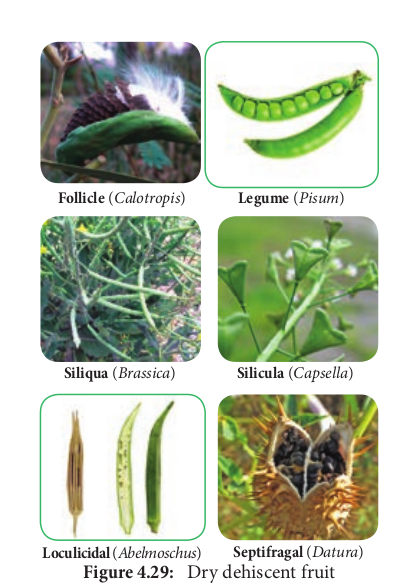 Follicle (Calotropis)
Legume (Pisum)
Siliqua (Brassica)
Silicula (Capsella)
Loculicidal (Abelmoschus)
Septifragal (Datura)
Figure 4.29: Dry dehiscent fruit